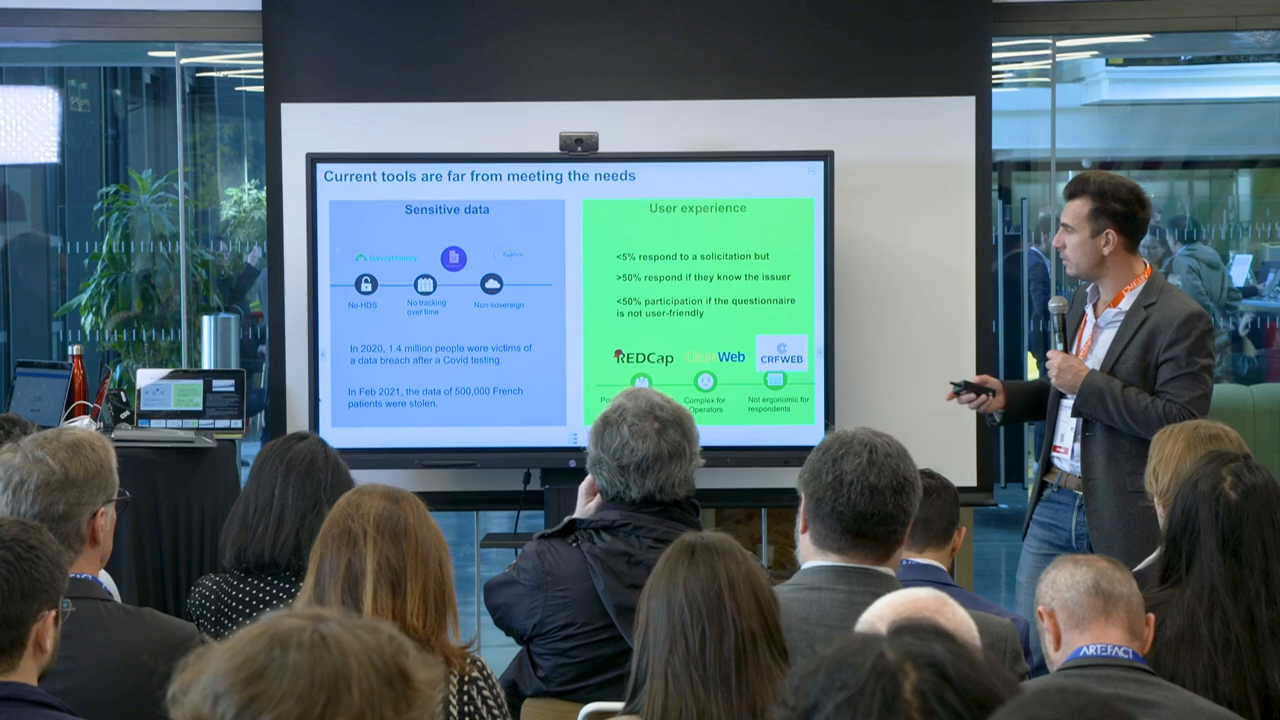 Current tools are far from meeting the needs
Sensitive data
SurveyMonkey
No-HDS
No tracking
over time
Non-sovereign
In 2020, 1.4 million people were victims of
a data breach after a Covid testing.
In Feb 2021, the data of 500,000 French
patients were stolen.
User experience
<5% respond to a solicitation but
>50% respond if they know the issuer
<50% participation if the questionnaire
is not user-friendly
REDCap
CleanWeb
CRFWEB
Complex for
Operators
Not ergonomic for
respondents
ARTEFACT